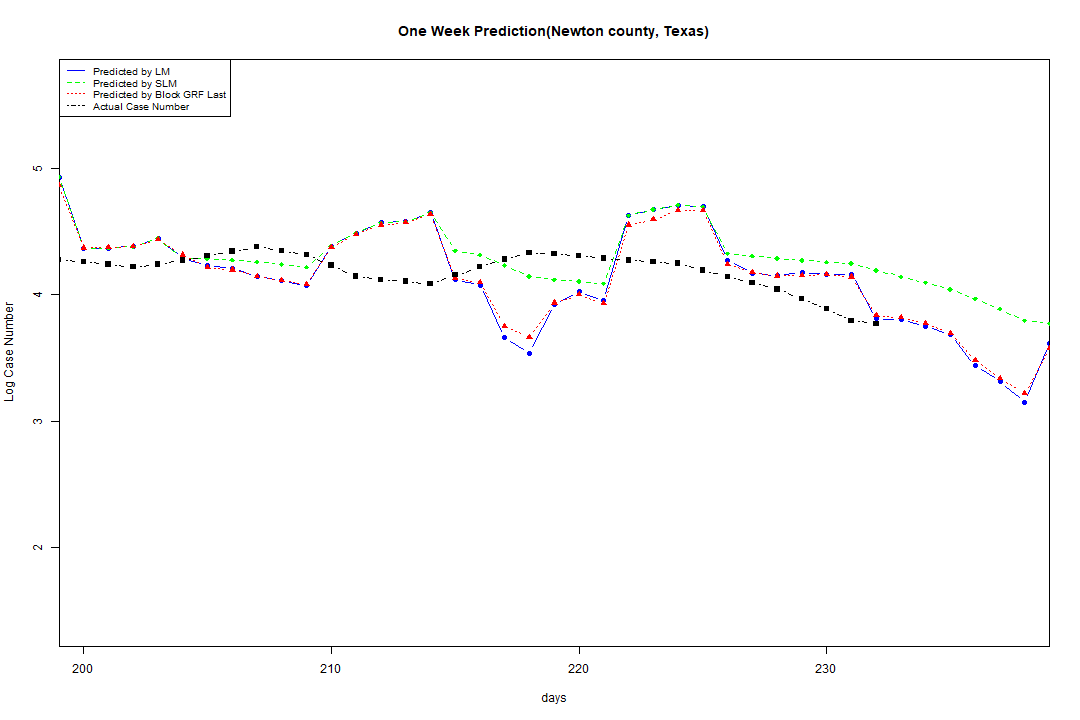 One Week Prediction(Newton county, Texas)
Predicted by LM
Predicted by SLM
Predicted by Block GRF Last
Actual Case Number
5
4
3
2
Log Case Number
200 210 220 230
days